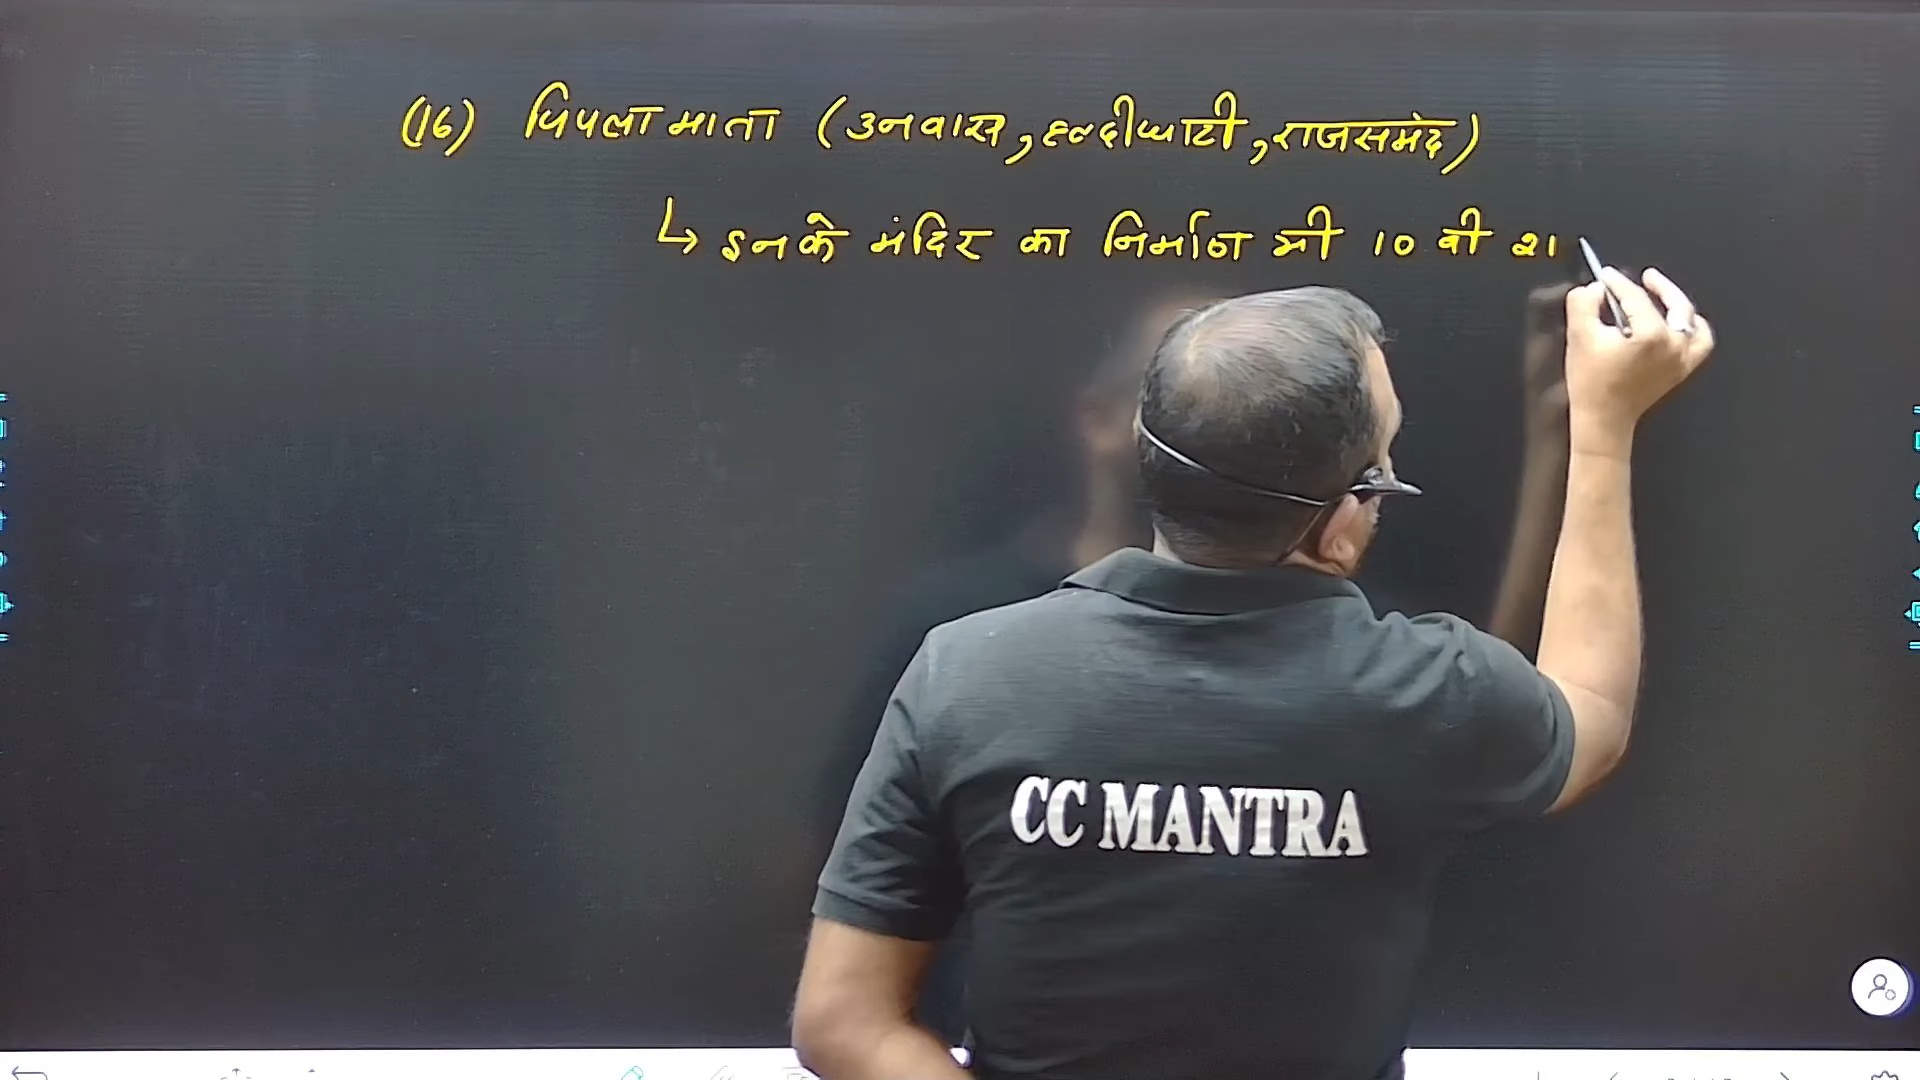 (16) पिपला माता (उनवास, हल्दीघाटी, राजसमंद)
↳ इनके मंदिर का निर्माण भी 10 वी श
CC MANTRA